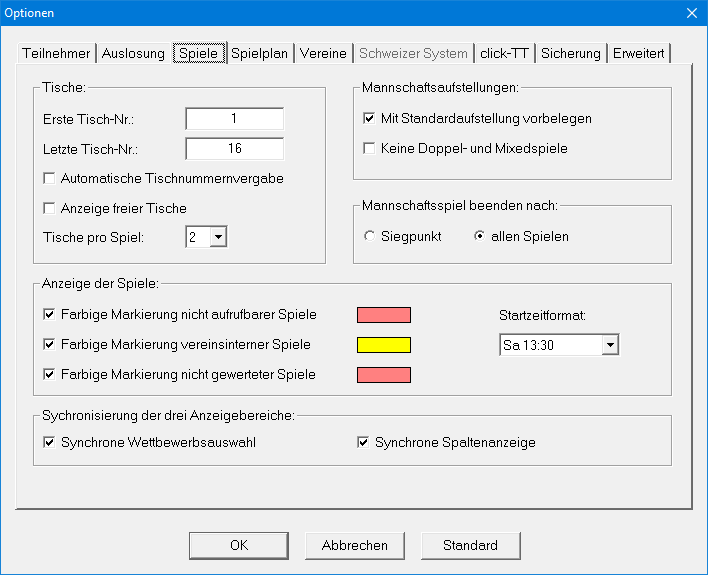 Optionen
Teilnehmer Auslosung Spiele Spielplan Vereine Schweizer System click-TT Sicherung Erweitert
Tische:
Erste Tisch-Nr.: 1
Letzte Tisch-Nr.: 16
Automatische Tischnummernvergabe
Anzeige freier Tische
Tische pro Spiel: 2
Mannschaftsaufstellungen:
Mit Standardaufstellung vorbelegen
Keine Doppel- und Mixedspiele
Mannschaftsspiel beenden nach:
Siegpunkt allen Spielen
Anzeige der Spiele:
Farbige Markierung nicht aufrufbarer Spiele
Farbige Markierung vereinsinterner Spiele
Farbige Markierung nicht gewerteter Spiele
Startzeitformat:
Sa 13:30
Sychronisierung der drei Anzeigebereiche:
Synchrone Wettbewerbsauswahl Synchrone Spaltenanzeige
OK Abbrechen Standard